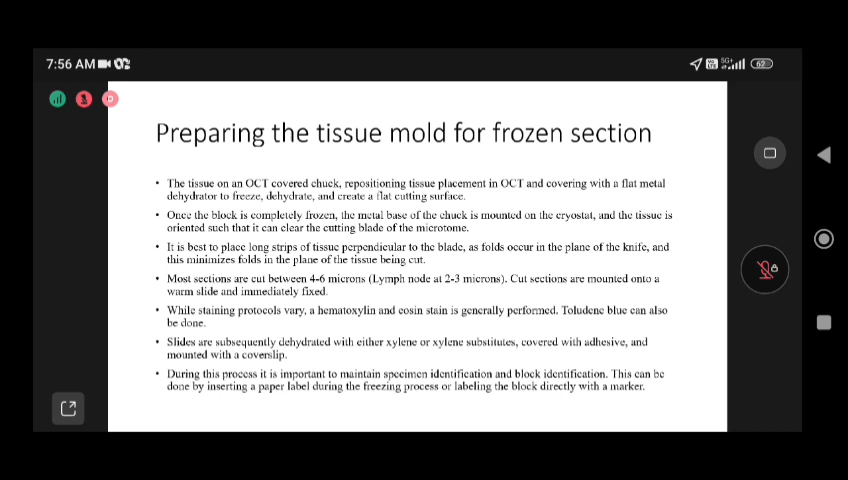 7:56 AM
5G+
62
Preparing the tissue mold for frozen section
• The tissue on an OCT covered chuck, repositioning tissue placement in OCT and covering with a flat metal
dehydrator to freeze, dehydrate, and create a flat cutting surface.
• Once the block is completely frozen, the metal base of the chuck is mounted on the cryostat, and the tissue is
oriented such that it can clear the cutting blade of the microtome.
• It is best to place long strips of tissue perpendicular to the blade, as folds occur in the plane of the knife, and
this minimizes folds in the plane of the tissue being cut.
• Most sections are cut between 4-6 microns (Lymph node at 2-3 microns). Cut sections are mounted onto a
warm slide and immediately fixed.
• While staining protocols vary, a hematoxylin and eosin stain is generally performed. Toludene blue can also
be done.
• Slides are subsequently dehydrated with either xylene or xylene substitutes, covered with adhesive, and
mounted with a coverslip.
• During this process it is important to maintain specimen identification and block identification. This can be
done by inserting a paper label during the freezing process or labeling the block directly with a marker.